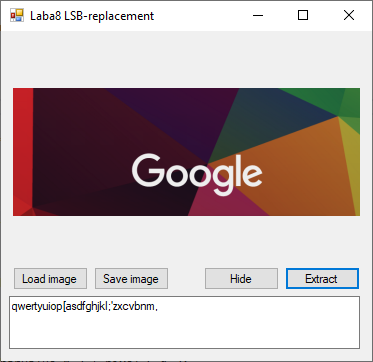 Laba8 LSB-replacement
Google
Load image
Save image
Hide
Extract
qwertyuiop[asdfghjkl;'zxcvbnm,